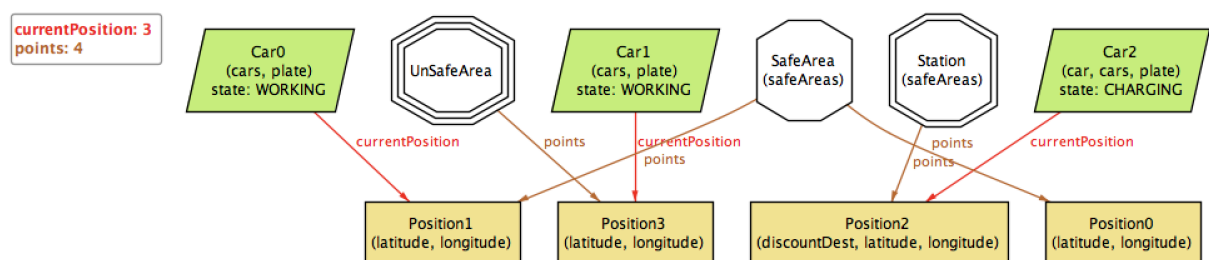 currentPosition: 3
points: 4
Car0
(cars, plate)
state: WORKING
UnSafeArea
Car1
(cars, plate)
state: WORKING
SafeArea
(safeAreas)
Station
(safeAreas)
Car2
(car, cars, plate)
state: CHARGING
currentPosition
points
currentPosition
points
points
points
currentPosition
Position1
(latitude, longitude)
Position3
(latitude, longitude)
Position2
(discountDest, latitude, longitude)
Position0
(latitude, longitude)